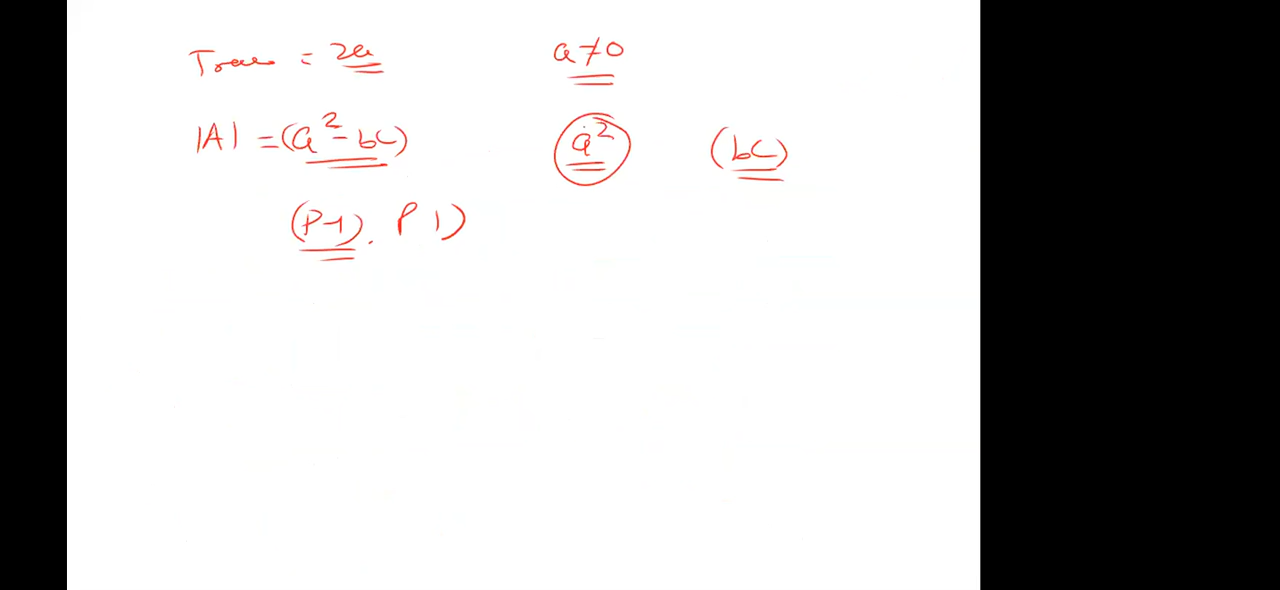 Trace = 2a a≠0
|A| = (a² - bc) a² (bc)
(P-1). P 1)